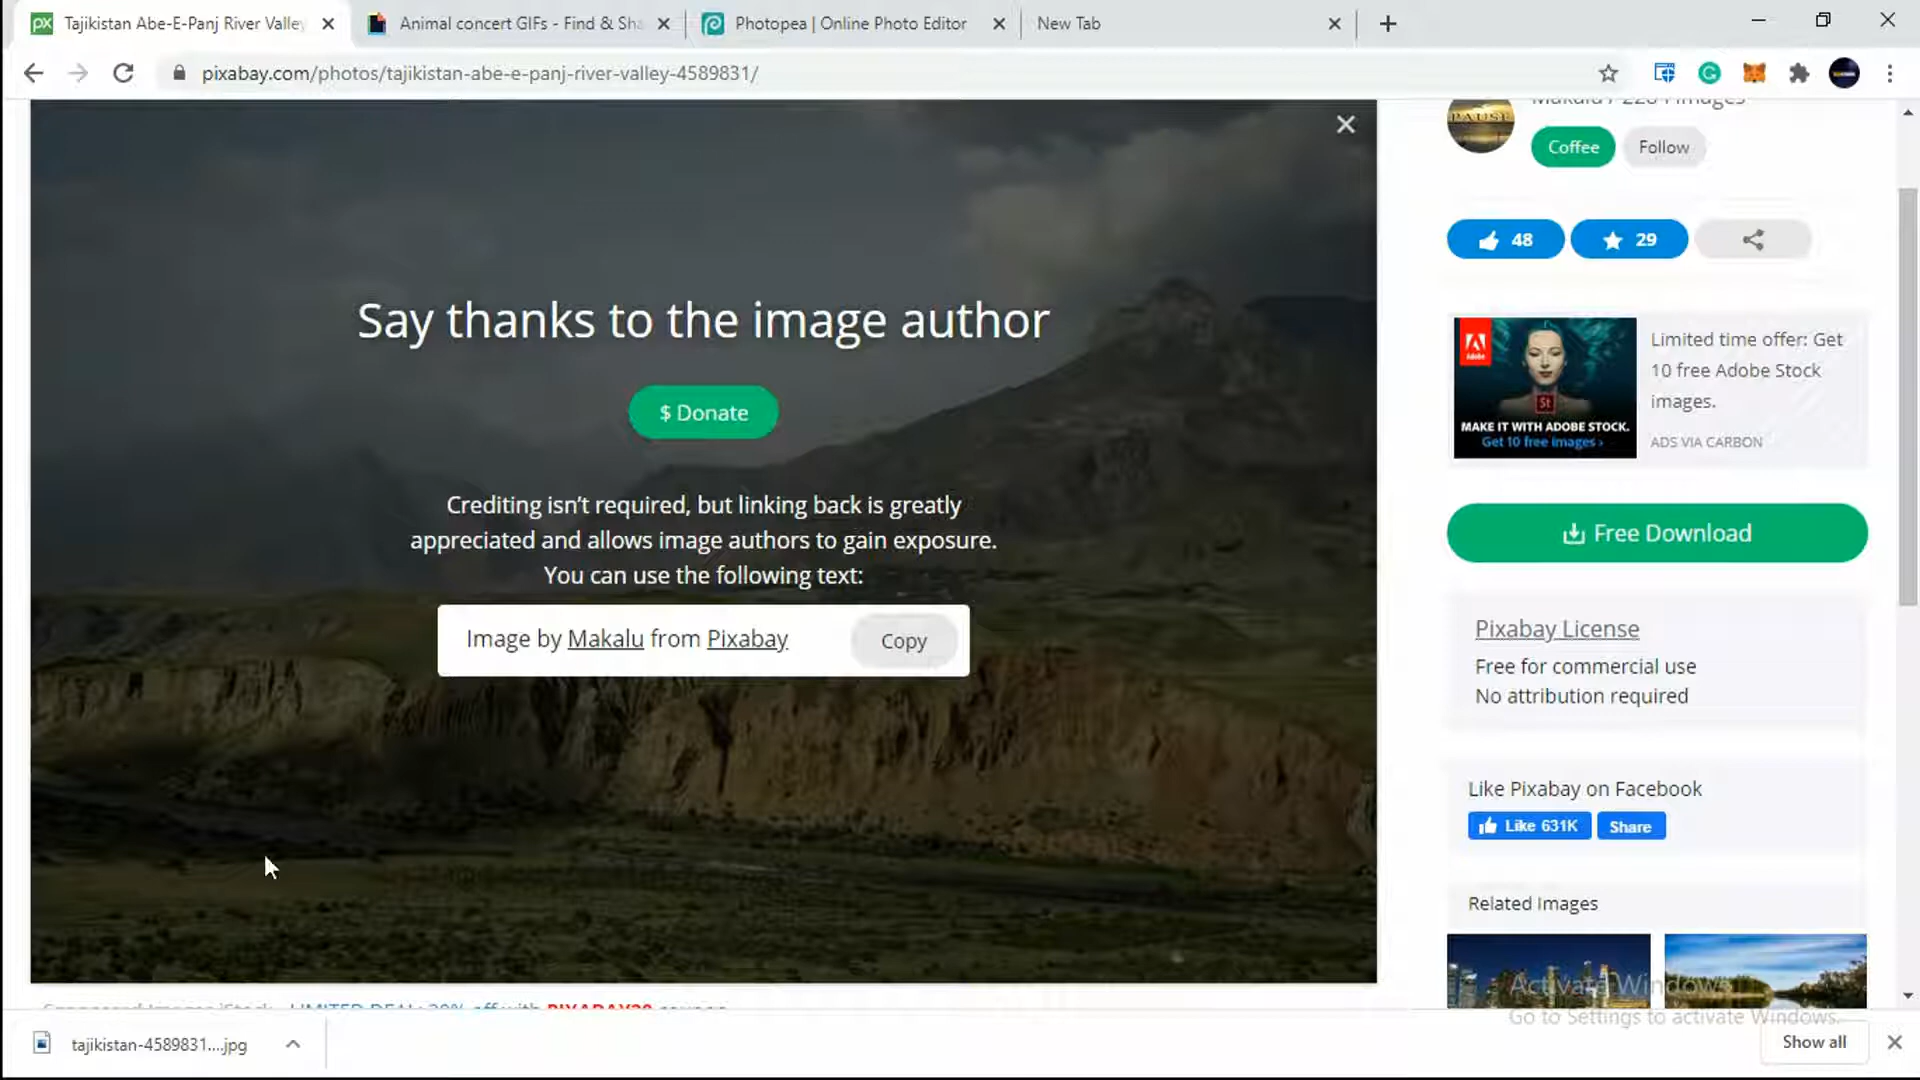 Tajikistan Abe-E-Panj River Valley
Animal concert GIFs - Find & Sha
Photopea | Online Photo Editor
New Tab
pixabay.com/photos/tajikistan-abe-e-panj-river-valley-4589831/
PAUSE
Coffee
Follow
48
29
Say thanks to the image author
$ Donate
Crediting isn't required, but linking back is greatly
appreciated and allows image authors to gain exposure.
You can use the following text:
Image by Makalu from Pixabay
Copy
Adobe
St
MAKE IT WITH ADOBE STOCK.
Get 10 free images ›
Limited time offer: Get
10 free Adobe Stock
images.
ADS VIA CARBON
Free Download
Pixabay License
Free for commercial use
No attribution required
Like Pixabay on Facebook
Like 631K
Share
Related Images
Activate Windows
Go to Settings to activate Windows.
tajikistan-4589831....jpg
Show all